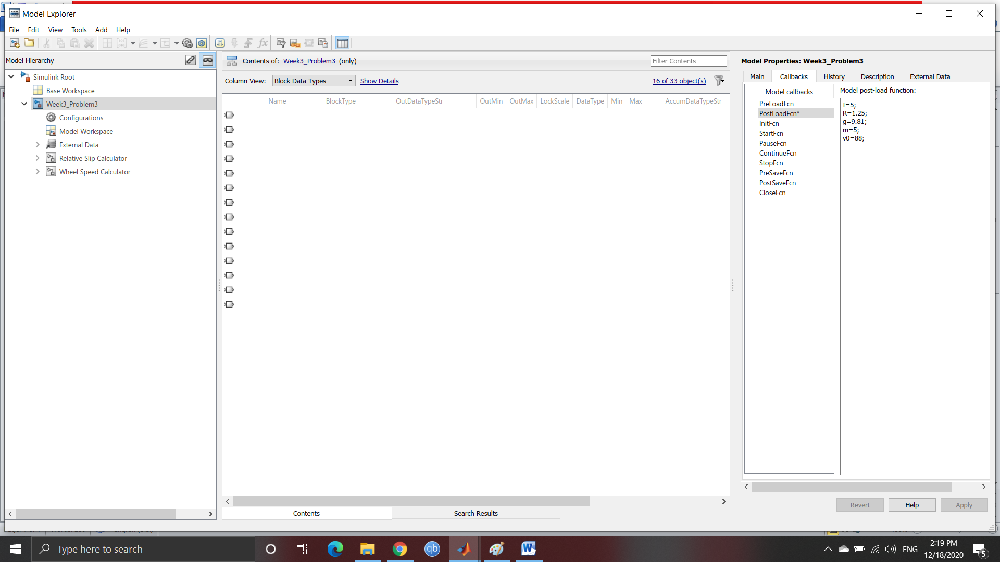 Model Explorer
File Edit View Tools Add Help
Model Hierarchy
Simulink Root
Base Workspace
Week3_Problem3
Configurations
Model Workspace
External Data
Relative Slip Calculator
Wheel Speed Calculator
Contents of: Week3_Problem3 (only)
Filter Contents
Column View: Block Data Types Show Details
16 of 33 object(s)
Name BlockType OutDataTypeStr OutMin OutMax LockScale DataType Min Max AccumDataTypeStr
Contents Search Results
Model Properties: Week3_Problem3
Main Callbacks History Description External Data
Model callbacks
PreLoadFcn
PostLoadFcn*
InitFcn
StartFcn
PauseFcn
ContinueFcn
StopFcn
PreSaveFcn
PostSaveFcn
CloseFcn
Model post-load function:
I=5;
R=1.25;
g=9.81;
m=5;
v0=88;
Revert Help Apply
Type here to search
qb
W
ENG
2:19 PM
12/18/2020
5